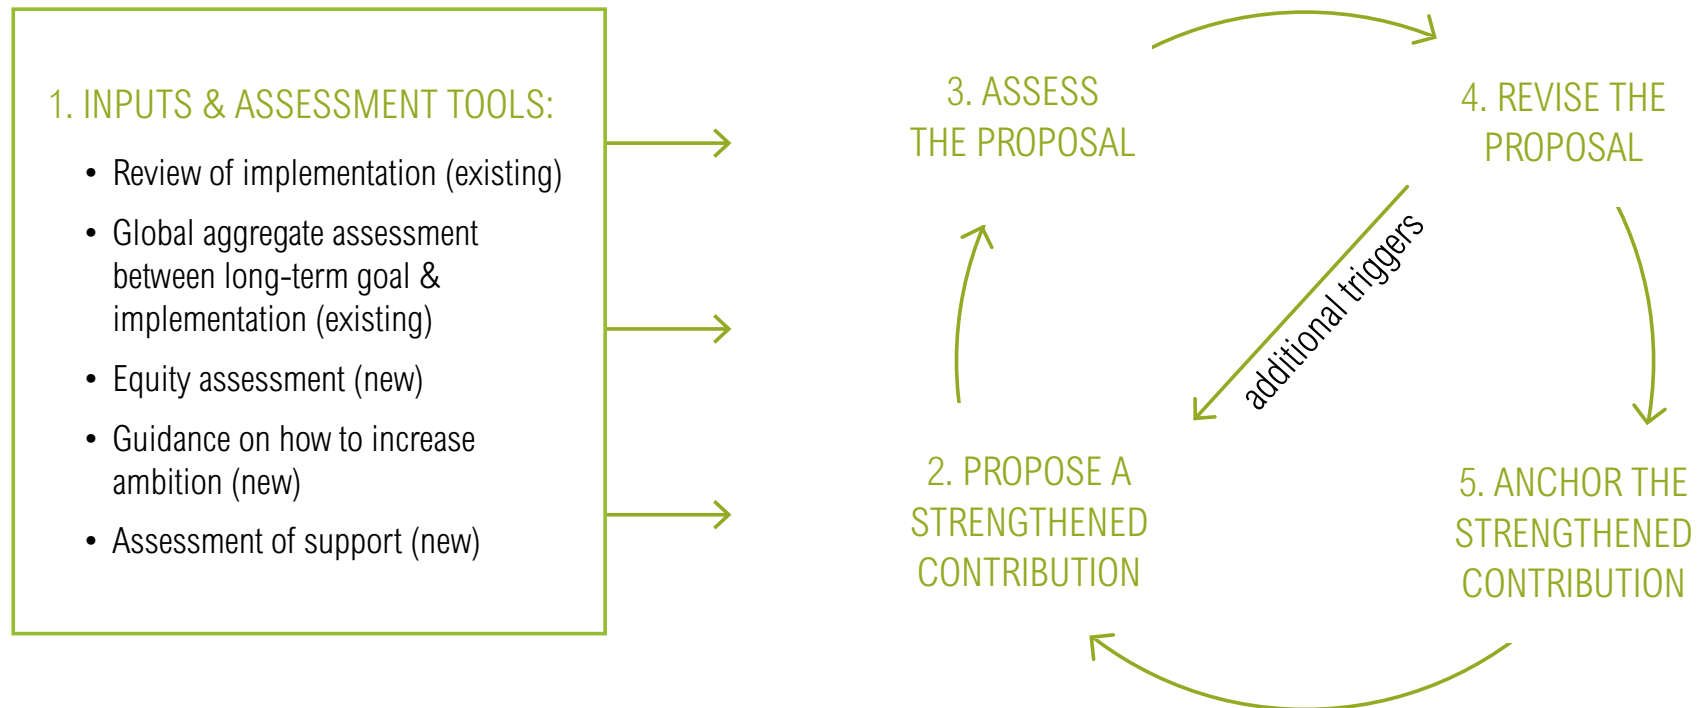 1. INPUTS & ASSESSMENT TOOLS:
• Review of implementation (existing)
• Global aggregate assessment
between long-term goal &
implementation (existing)
• Equity assessment (new)
• Guidance on how to increase
ambition (new)
• Assessment of support (new)
3. ASSESS
THE PROPOSAL
4. REVISE THE
PROPOSAL
additional triggers
2. PROPOSE A
STRENGTHENED
CONTRIBUTION
5. ANCHOR THE
STRENGTHENED
CONTRIBUTION